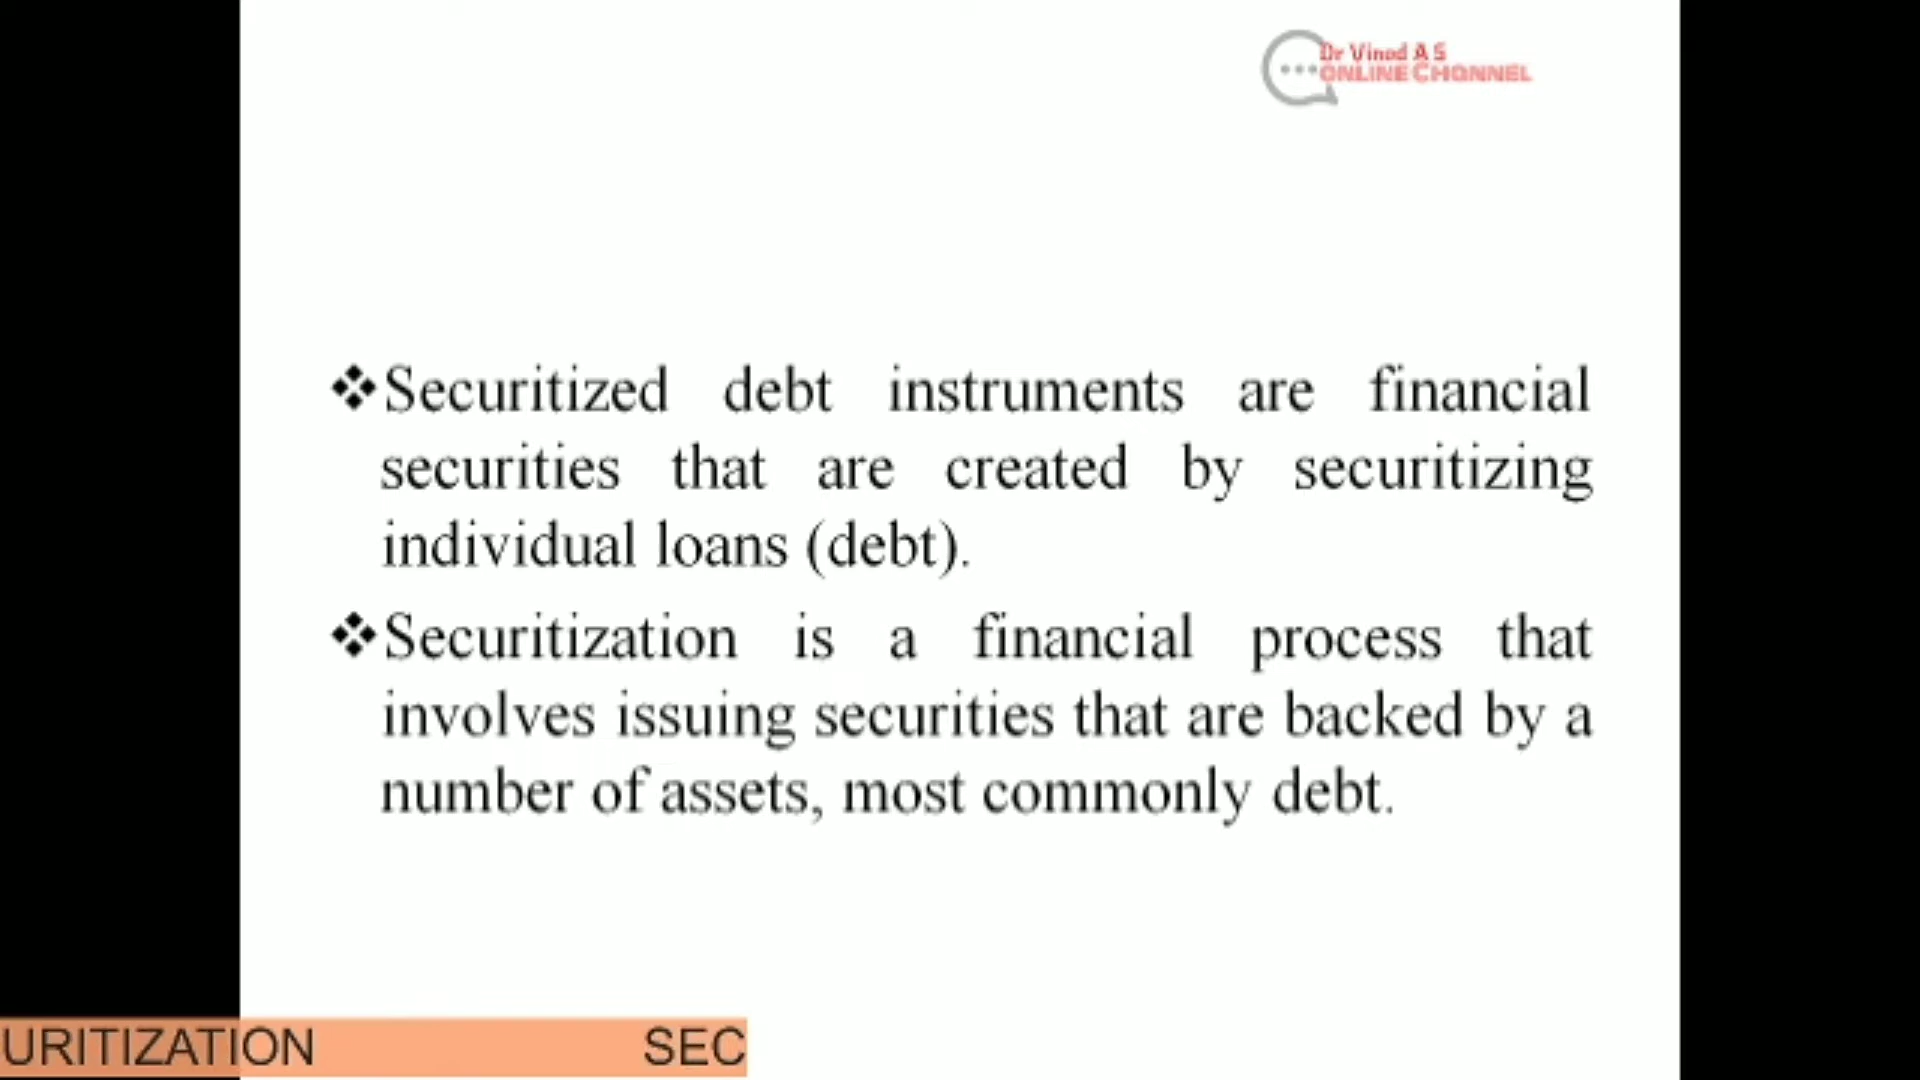 Dr Vinod A S
ONLINE CHANNEL
❖Securitized debt instruments are financial
securities that are created by securitizing
individual loans (debt).
❖Securitization is a financial process that
involves issuing securities that are backed by a
number of assets, most commonly debt.
URITIZATION SEC